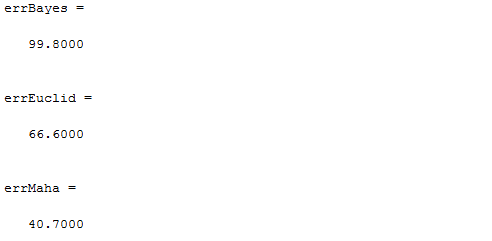 errBayes =
99.8000
errEuclid =
66.6000
errMaha =
40.7000